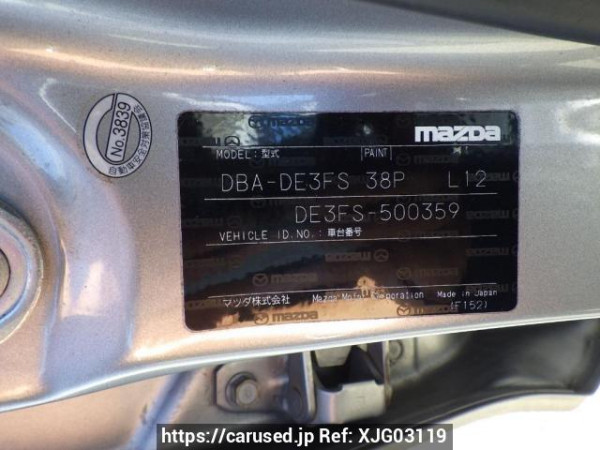 No.3839
mazda
MODEL:型式 [PAINT]
DBA-DE3FS 38P L12
DE3FS-500359
VEHICLE ID.NO.:車台番号
マツダ株式会社 Mazda Motor Corporation Made in Japan
mazda
[F152]
https://carused.jp Ref: XJG03119